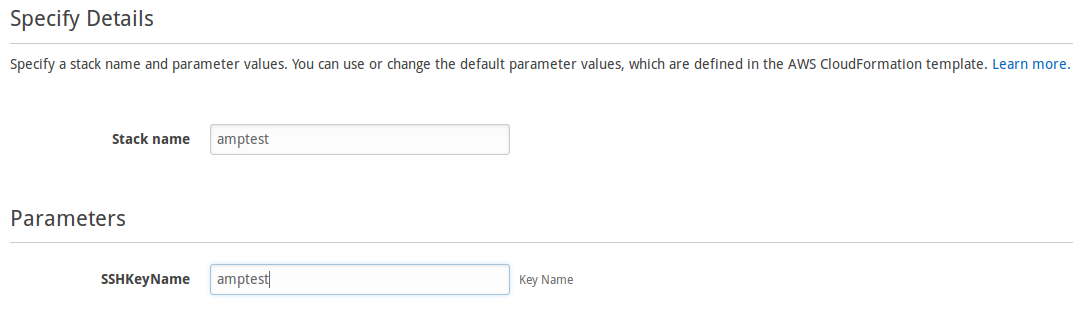 Specify Details
Specify a stack name and parameter values. You can use or change the default parameter values, which are defined in the AWS CloudFormation template. Learn more.
Stack name amptest
Parameters
SSHKeyName amptest Key Name